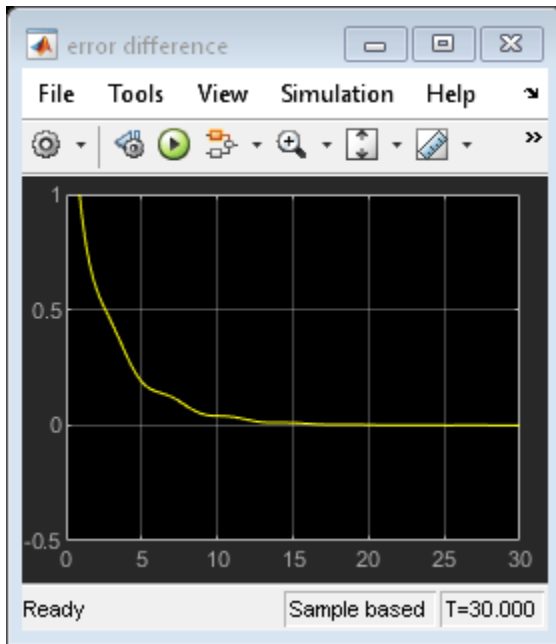 error difference
File Tools View Simulation Help
»
1
0.5
0
-0.5
0 5 10 15 20 25 30
Ready Sample based T=30.000